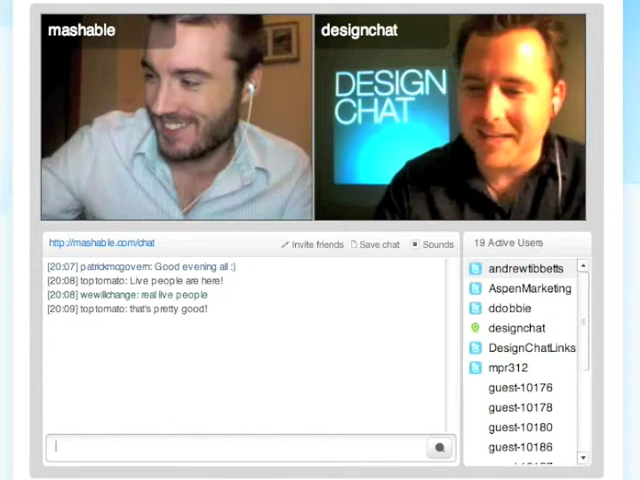 mashable
designchat
DESIGN
CHAT
http://mashable.com/chat
Invite friends
Save chat
Sounds
19 Active Users
[20:07] patrickmcgovern: Good evening all :)
[20:08] toptomato: Live people are here!
[20:08] wewillchange: real live people
[20:09] toptomato: that's pretty good!
andrewtibbetts
AspenMarketing
ddobbie
designchat
DesignChatLinks
mpr312
guest-10176
guest-10178
guest-10180
guest-10186